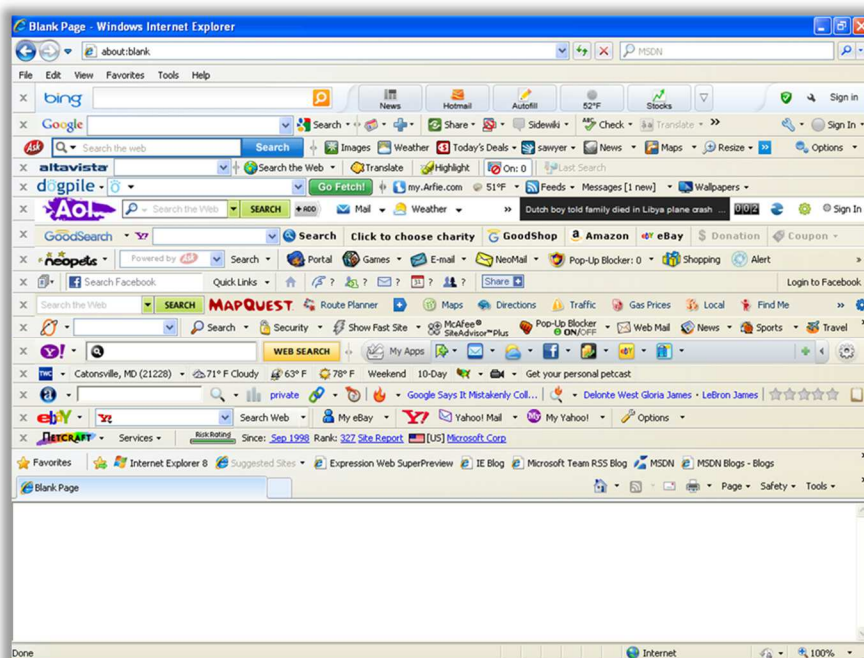 Blank Page - Windows Internet Explorer
about:blank MSDN
File Edit View Favorites Tools Help
bing News Hotmail Autofill 52°F Stocks Sign in
Google Search Share Sidewiki Check Translate Sign In
Ask Search the web Search Images Weather Today's Deals sawyer News Maps Resize Options
altavista Search the Web Translate Highlight On: 0 Last Search
dogpile Go Fetch! my.Arfie.com 51°F Feeds Messages [1 new] Wallpapers
AOL Search the Web SEARCH +ADD Mail Weather Dutch boy told family died in Libya plane crash ... 002 Sign In
GoodSearch Search Click to choose charity GoodShop Amazon eBay Donation Coupon
neopets Powered by Ask Search Portal Games E-mail NeoMail Pop-Up Blocker: 0 Shopping Alert
Search Facebook Quick Links ? ? ? ? ? Share Login to Facebook
Search the Web SEARCH MAPQUEST Route Planner Maps Directions Traffic Gas Prices Local Find Me
Search Security Show Fast Site McAfee® SiteAdvisor™Plus Pop-Up Blocker ON/OFF Web Mail News Sports Travel
Y! WEB SEARCH My Apps
TWC Catonsville, MD (21228) 71° F Cloudy 63° F 78° F Weekend 10-Day Get your personal petcast
a private Google Says It Mistakenly Coll... Delonte West Gloria James LeBron James
ebY Search Web My eBay Y! Yahoo! Mail My Yahoo! Options
NETCRAFT Services Risk Rating Since: Sep 1998 Rank: 327 Site Report [US] Microsoft Corp
Favorites Internet Explorer 8 Suggested Sites Expression Web SuperPreview IE Blog Microsoft Team RSS Blog MSDN MSDN Blogs - Blogs
Blank Page Page Safety Tools
Done Internet 100%